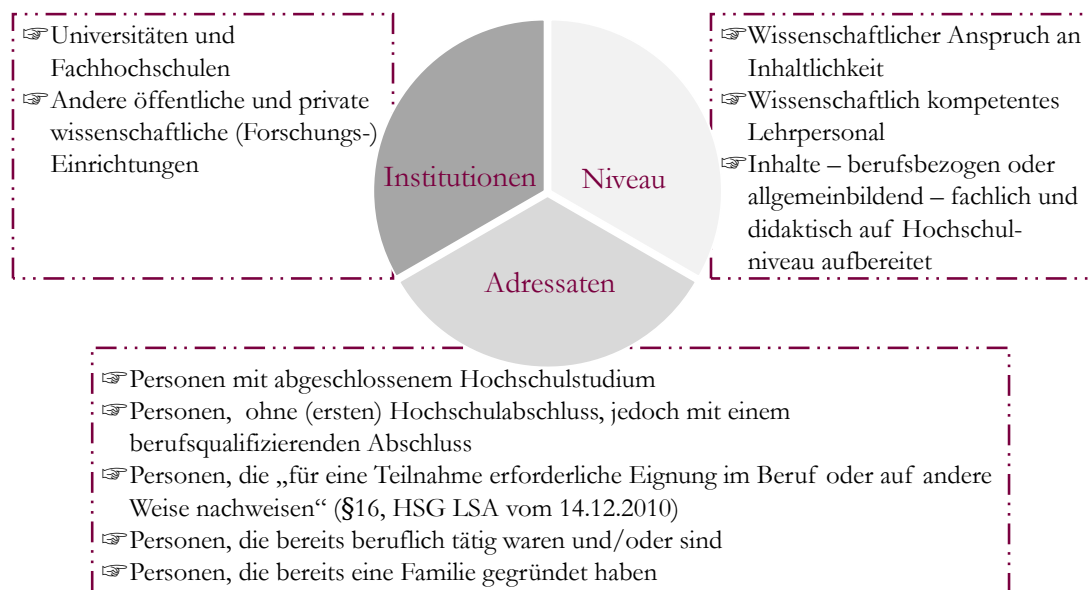 ☞Universitäten und
Fachhochschulen
☞Andere öffentliche und private
wissenschaftliche (Forschungs-)
Einrichtungen
Institutionen
Niveau
Adressaten
☞Wissenschaftlicher Anspruch an
Inhaltlichkeit
☞Wissenschaftlich kompetentes
Lehrpersonal
☞Inhalte – berufsbezogen oder
allgemeinbildend – fachlich und
didaktisch auf Hochschul-
niveau aufbereitet
☞Personen mit abgeschlossenem Hochschulstudium
☞Personen, ohne (ersten) Hochschulabschluss, jedoch mit einem
berufsqualifizierenden Abschluss
☞Personen, die „für eine Teilnahme erforderliche Eignung im Beruf oder auf andere
Weise nachweisen“ (§16, HSG LSA vom 14.12.2010)
☞Personen, die bereits beruflich tätig waren und/oder sind
☞Personen, die bereits eine Familie gegründet haben